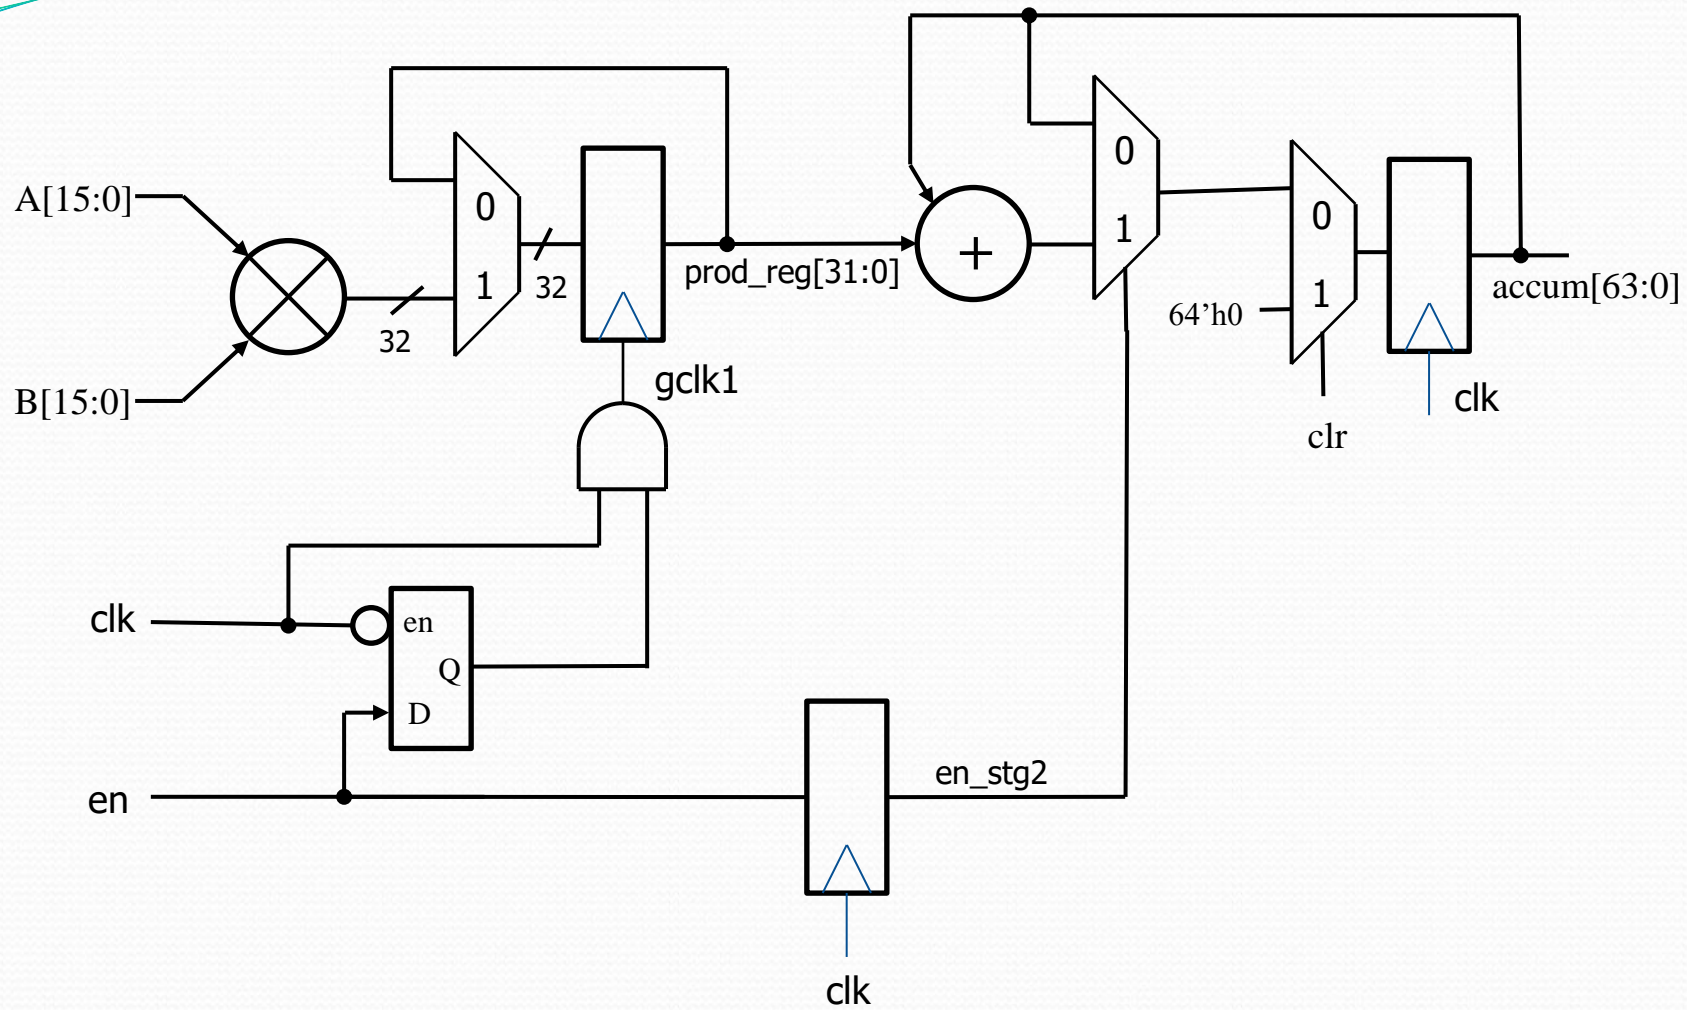 0
A[15:0]
0
0
1
+
1
32
prod_reg[31:0]
1
accum[63:0]
64'h0
32
gclk1
clk
B[15:0]
clr
clk
en
Q
D
en_stg2
en
clk